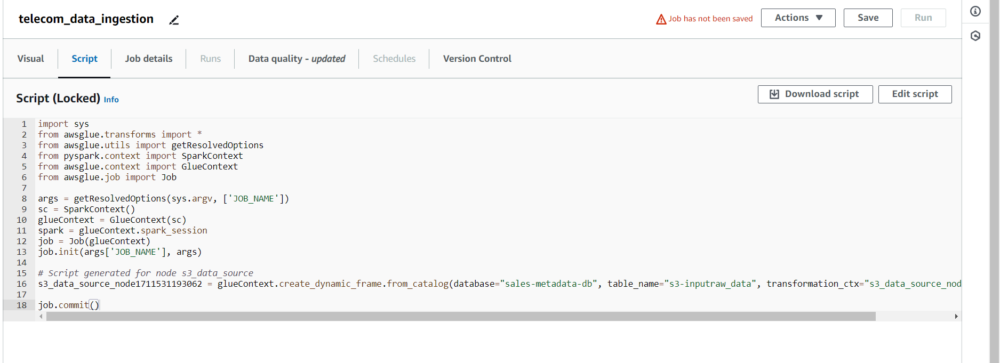 telecom_data_ingestion
Job has not been saved
Actions
Save
Run
Visual
Script
Job details
Runs
Data quality - updated
Schedules
Version Control
Script (Locked) Info
Download script
Edit script
1 import sys
2 from awsglue.transforms import *
3 from awsglue.utils import getResolvedOptions
4 from pyspark.context import SparkContext
5 from awsglue.context import GlueContext
6 from awsglue.job import Job
7
8 args = getResolvedOptions(sys.argv, ['JOB_NAME'])
9 sc = SparkContext()
10 glueContext = GlueContext(sc)
11 spark = glueContext.spark_session
12 job = Job(glueContext)
13 job.init(args['JOB_NAME'], args)
14
15 # Script generated for node s3_data_source
16 s3_data_source_node1711531193062 = glueContext.create_dynamic_frame.from_catalog(database="sales-metadata-db", table_name="s3-inputraw_data", transformation_ctx="s3_data_source_nod
17
18 job.commit()